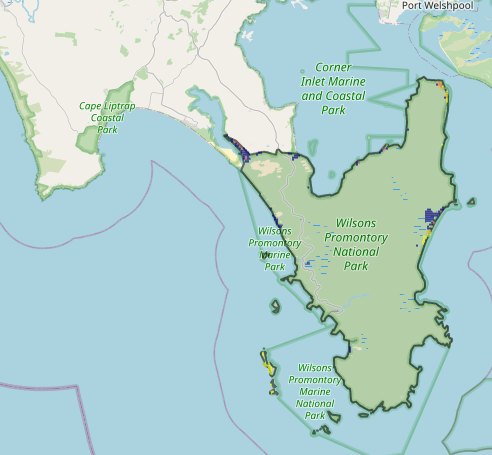 Port Welshpool
Corner
Inlet Marine
and Coastal
Park
Cape Liptrap
Coastal
Park
Wilsons
Promontory
National
Park
Wilsons
Promontory
Marine
Park
Wilsons
Promontory
Marine
National
Park